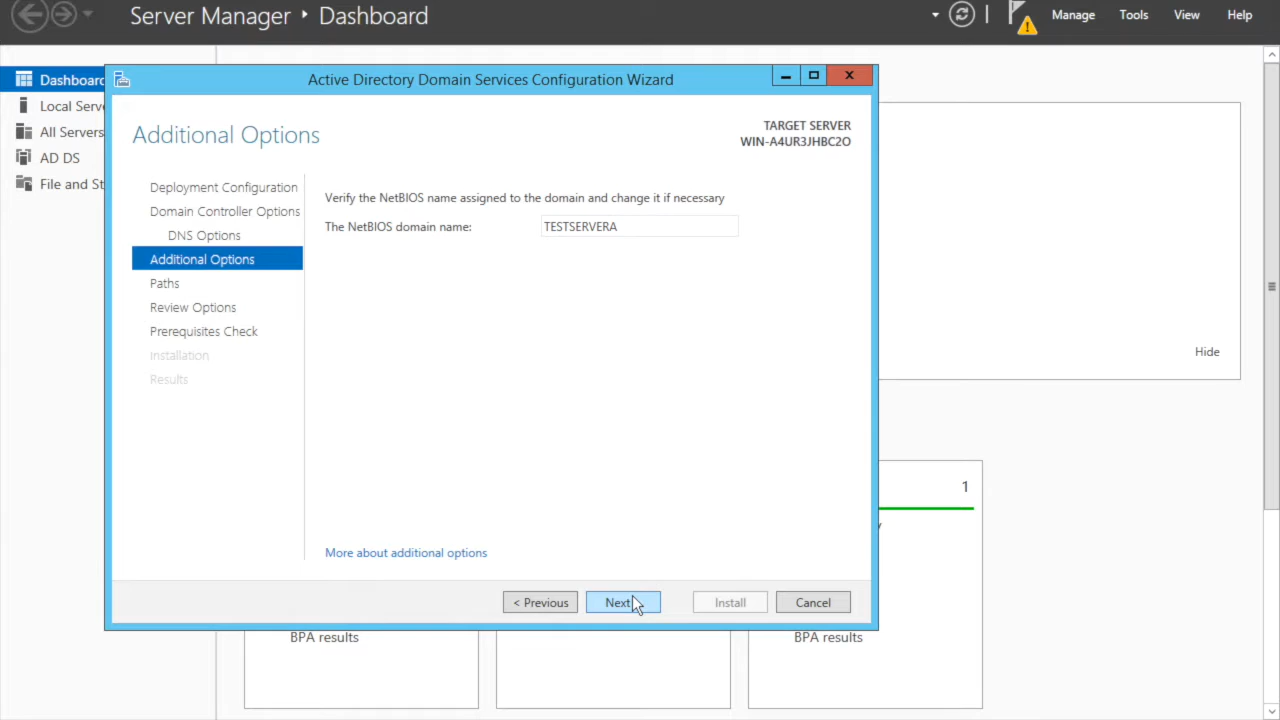 Server Manager ‣ Dashboard
Manage Tools View Help
Dashboard
Local Serve
All Servers
AD DS
File and St
Active Directory Domain Services Configuration Wizard
Additional Options
TARGET SERVER
WIN-A4UR3JHBC2O
Deployment Configuration
Domain Controller Options
DNS Options
Additional Options
Paths
Review Options
Prerequisites Check
Installation
Results
Verify the NetBIOS name assigned to the domain and change it if necessary
The NetBIOS domain name: TESTSERVERA
More about additional options
< Previous Next Install Cancel
Hide
1
BPA results
BPA results